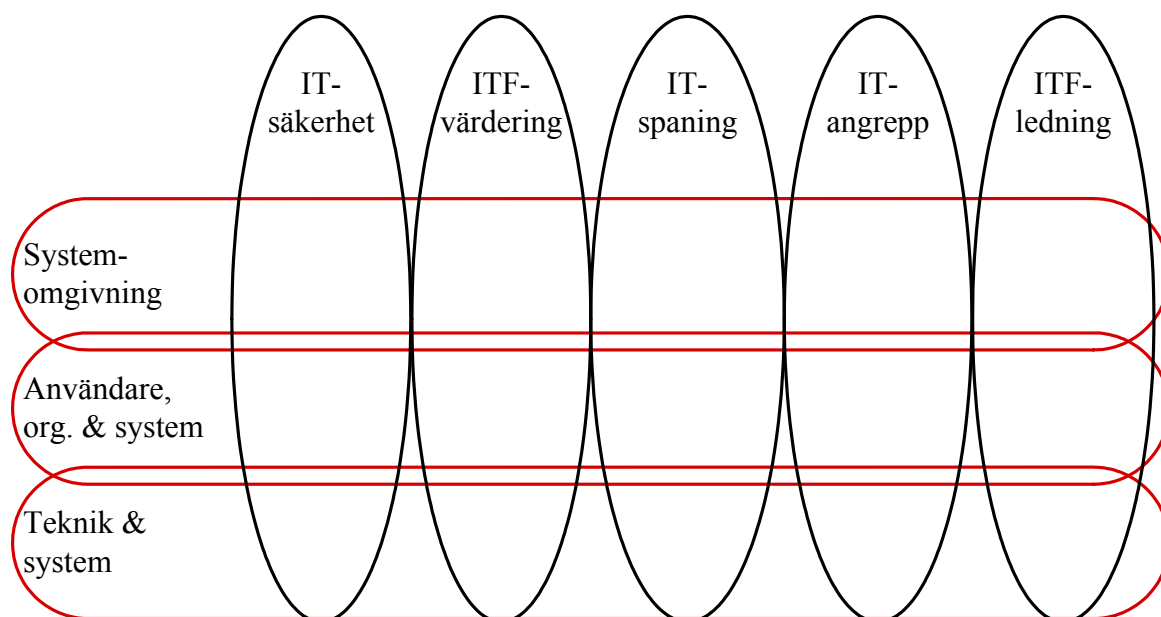 IT-
säkerhet
ITF-
värdering
IT-
spaning
IT-
angrepp
ITF-
ledning
System-
omgivning
Användare,
org. & system
Teknik &
system